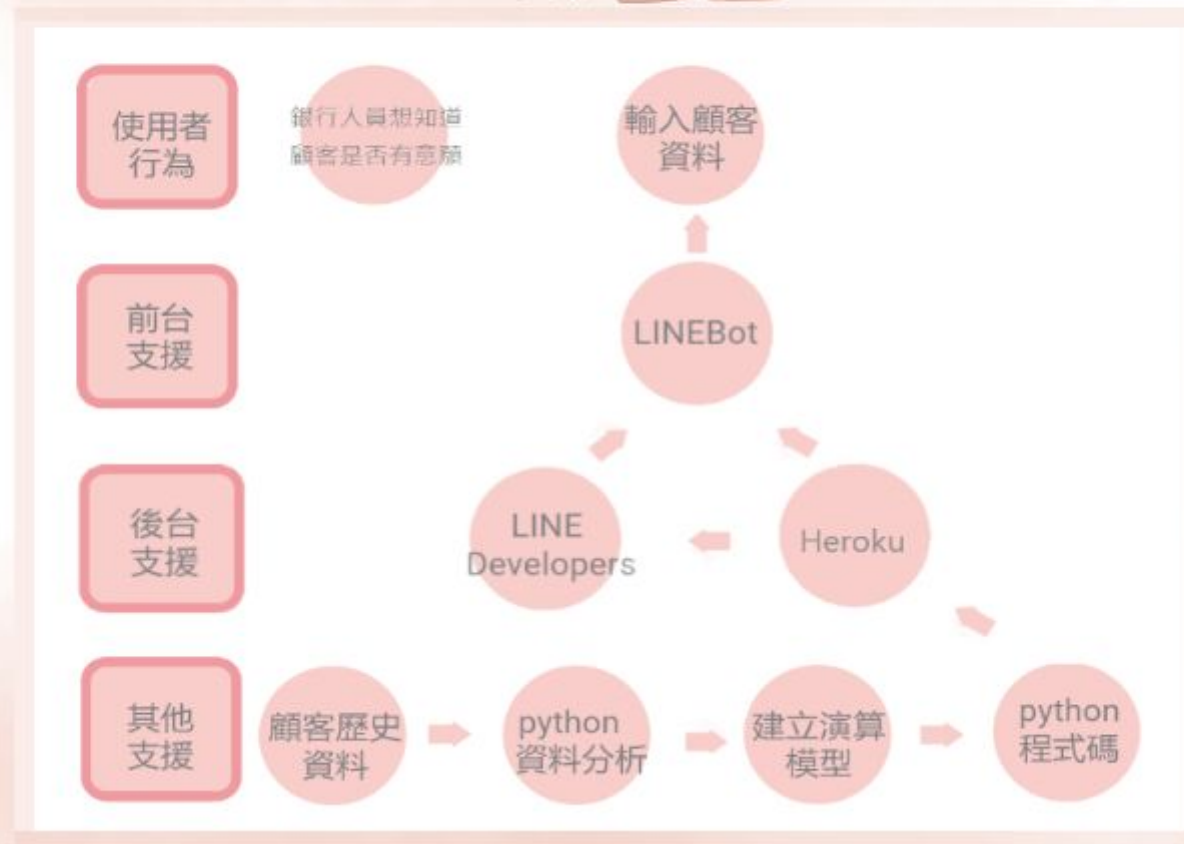 使用者
行為
銀行人員想知道
顧客是否有意願
輸入顧客
資料
前台
支援
LINEBot
後台
支援
LINE
Developers
Heroku
其他
支援
顧客歷史
資料
python
資料分析
建立演算
模型
python
程式碼